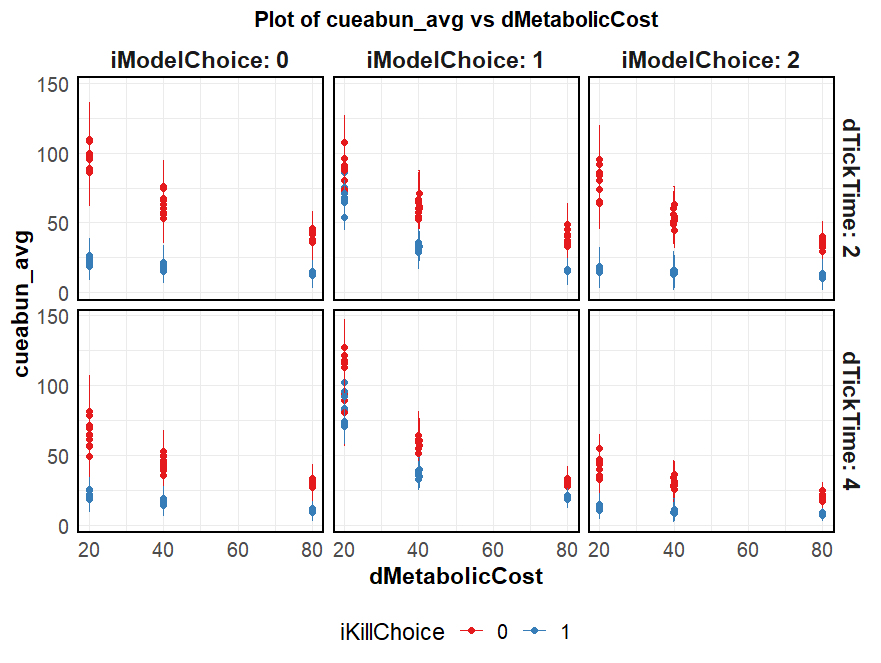 Plot of cueabun_avg vs dMetabolicCost
iModelChoice: 0
iModelChoice: 1
iModelChoice: 2
150
100
50
0
dTickTime: 2
150
100
50
0
dTickTime: 4
cueabun_avg
20 40 60 80
20 40 60 80
20 40 60 80
dMetabolicCost
iKillChoice 0 1